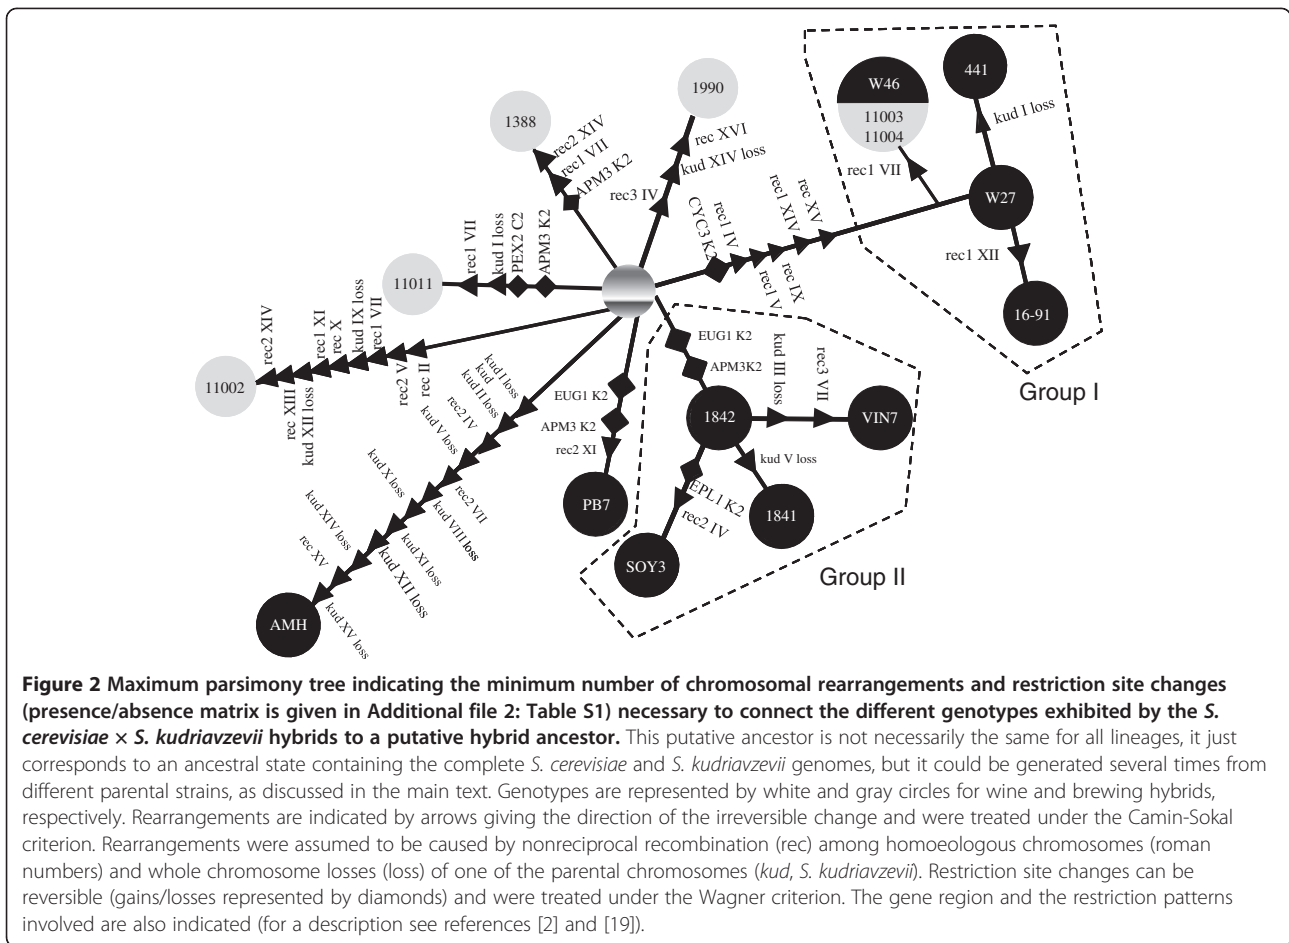 1990
1388
rec2 XIV
rec1 VII
APM3 K2
rec XVI
kud XIV loss
rec3 IV
W46
11003
11004
441
kud I loss
rec1 VII
W27
rec1 XII
16-91
Group I
CYC3 K2
rec1 IV
rec1 V
rec IX
rec1 XIV
rec XV
11011
rec1 VII
kud I loss
PEX2 C2
APM3 K2
11002
rec2 XIV
rec XIII
kud XII loss
rec1 XI
rec X
kud IX loss
rec1 VII
rec2 V
rec II
kud I loss
kud
kud II loss
rec2 IV
kud V loss
rec2 VII
kud VIII loss
kud X loss
kud XI loss
kud XII loss
kud XIV loss
rec XV
kud XV loss
AMH
EUG1 K2
APM3 K2
rec2 XI
PB7
EUG1 K2
APM3K2
1842
kud III loss
rec3 VII
VIN7
kud V loss
1841
EPL1 K2
rec2 IV
SOY3
Group II
Figure 2 Maximum parsimony tree indicating the minimum number of chromosomal rearrangements and restriction site changes
(presence/absence matrix is given in Additional file 2: Table S1) necessary to connect the different genotypes exhibited by the S.
cerevisiae × S. kudriavzevii hybrids to a putative hybrid ancestor. This putative ancestor is not necessarily the same for all lineages, it just
corresponds to an ancestral state containing the complete S. cerevisiae and S. kudriavzevii genomes, but it could be generated several times from
different parental strains, as discussed in the main text. Genotypes are represented by white and gray circles for wine and brewing hybrids,
respectively. Rearrangements are indicated by arrows giving the direction of the irreversible change and were treated under the Camin-Sokal
criterion. Rearrangements were assumed to be caused by nonreciprocal recombination (rec) among homoeologous chromosomes (roman
numbers) and whole chromosome losses (loss) of one of the parental chromosomes (kud, S. kudriavzevii). Restriction site changes can be
reversible (gains/losses represented by diamonds) and were treated under the Wagner criterion. The gene region and the restriction patterns
involved are also indicated (for a description see references [2] and [19]).